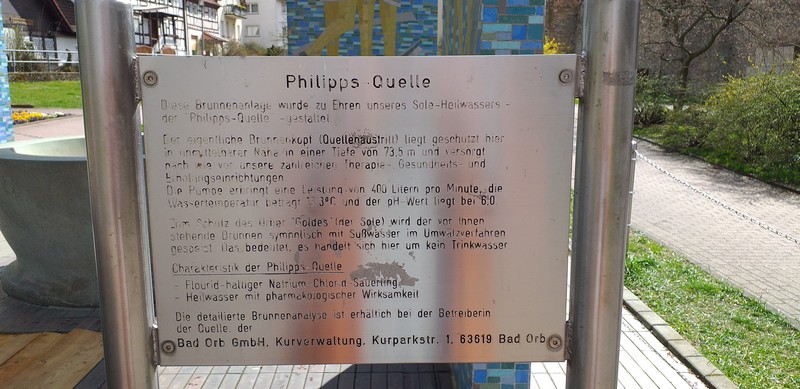 Philipps-Quelle
Diese Brunnenanlage wurde zu Ehren unseres Sole-Heilwassers -
der "Philipps-Quelle" -gestaltet
Der eigentliche Brunnenkopf (Quellenaustritt) liegt geschützt hier
in unmittelbarer Nähe in einer Tiefe von 73,5 m und versorgt
nach wie vor unsere zahlreichen Therapie-, Gesundheits- und
Erholungseinrichtungen.
Die Pumpe erbringt eine Leistung von 400 Litern pro Minute, die
Wassertemperatur beträgt und der pH-Wert liegt bei 6.0
Zum Schutz des Orber "Goldes" (der Sole) wird der vor Ihnen
stehende Brunnen symbolisch mit Süßwasser im Umwälzverfahren
gespeist. Das bedeutet, es handelt sich hier um kein Trinkwasser
Charakteristik der Philipps-Quelle
- Flourid-haltiger Natrium-Chlorid-Säuerling
- Heilwasser mit pharmakologischer Wirksamkeit
Die detailierte Brunnenanalyse ist erhältlich bei der Betreiberin
der Quelle, der
Bad Orb GmbH, Kurverwaltung, Kurparkstr. 1, 63619 Bad Orb